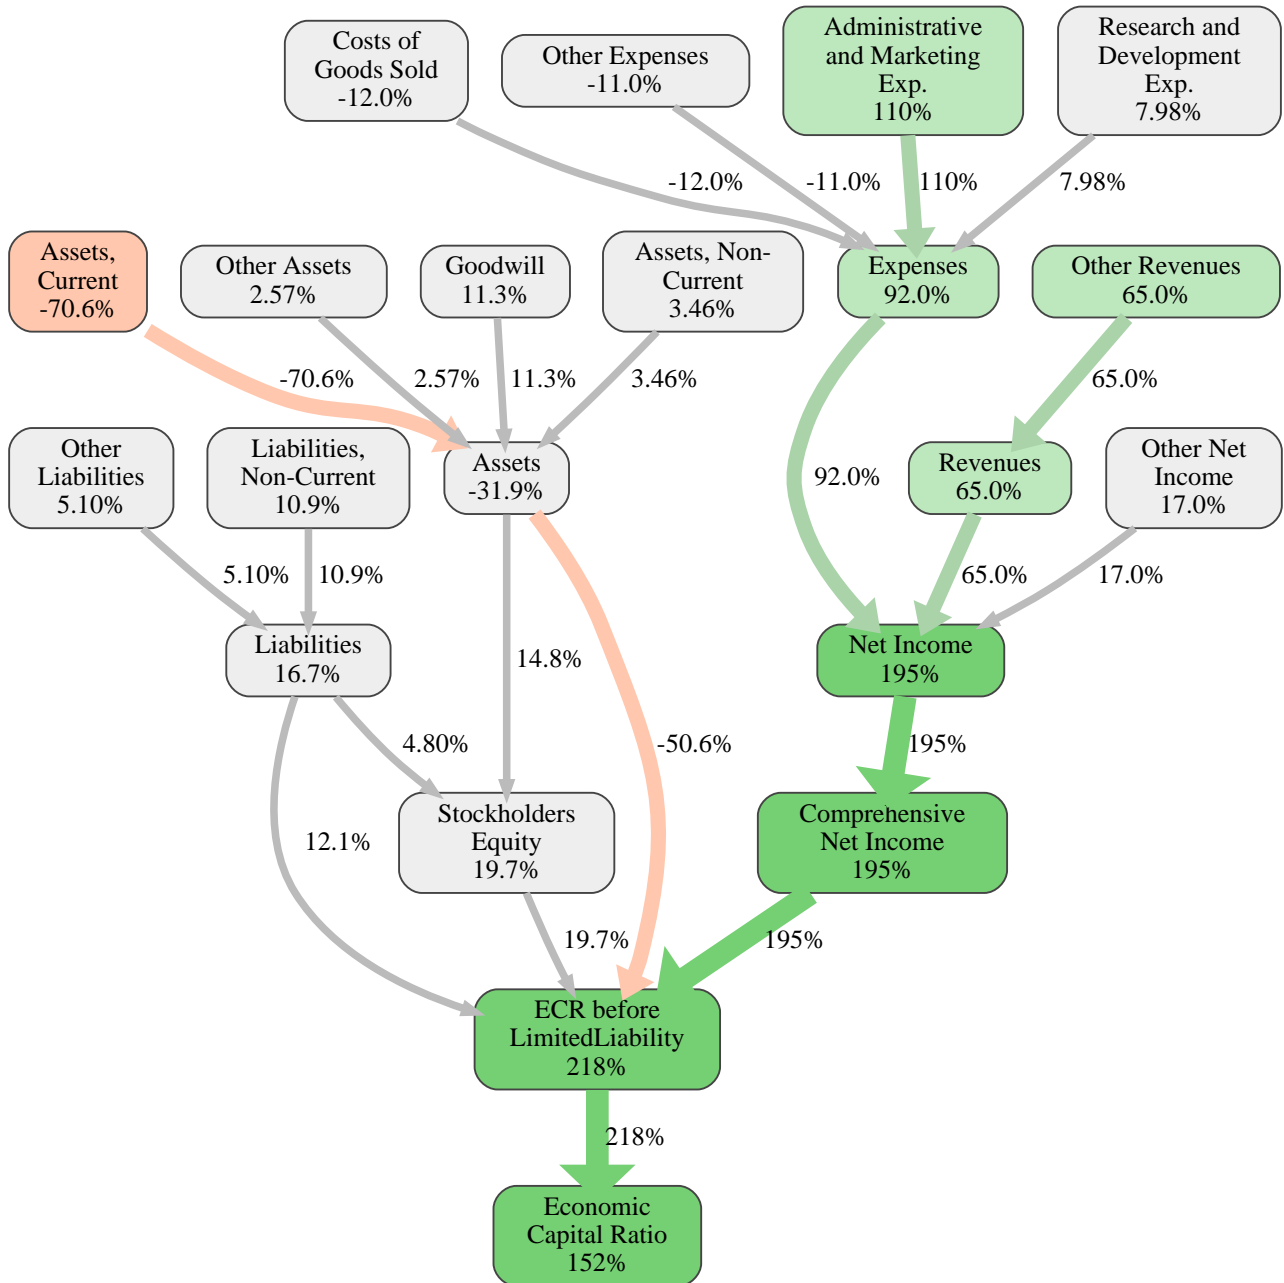 Costs of
Goods Sold
-12.0%
Other Expenses
-11.0%
Administrative
and Marketing
Exp.
110%
Research and
Development
Exp.
7.98%
-12.0%
-11.0%
110%
7.98%
Assets,
Current
-70.6%
Other Assets
2.57%
Goodwill
11.3%
Assets, Non-
Current
3.46%
Expenses
92.0%
Other Revenues
65.0%
-70.6%
2.57%
11.3%
3.46%
65.0%
Other
Liabilities
5.10%
Liabilities,
Non-Current
10.9%
Assets
-31.9%
92.0%
Revenues
65.0%
Other Net
Income
17.0%
5.10%
10.9%
65.0%
17.0%
Liabilities
16.7%
14.8%
Net Income
195%
4.80%
-50.6%
195%
12.1%
Stockholders
Equity
19.7%
Comprehensive
Net Income
195%
19.7%
195%
ECR before
LimitedLiability
218%
218%
Economic
Capital Ratio
152%